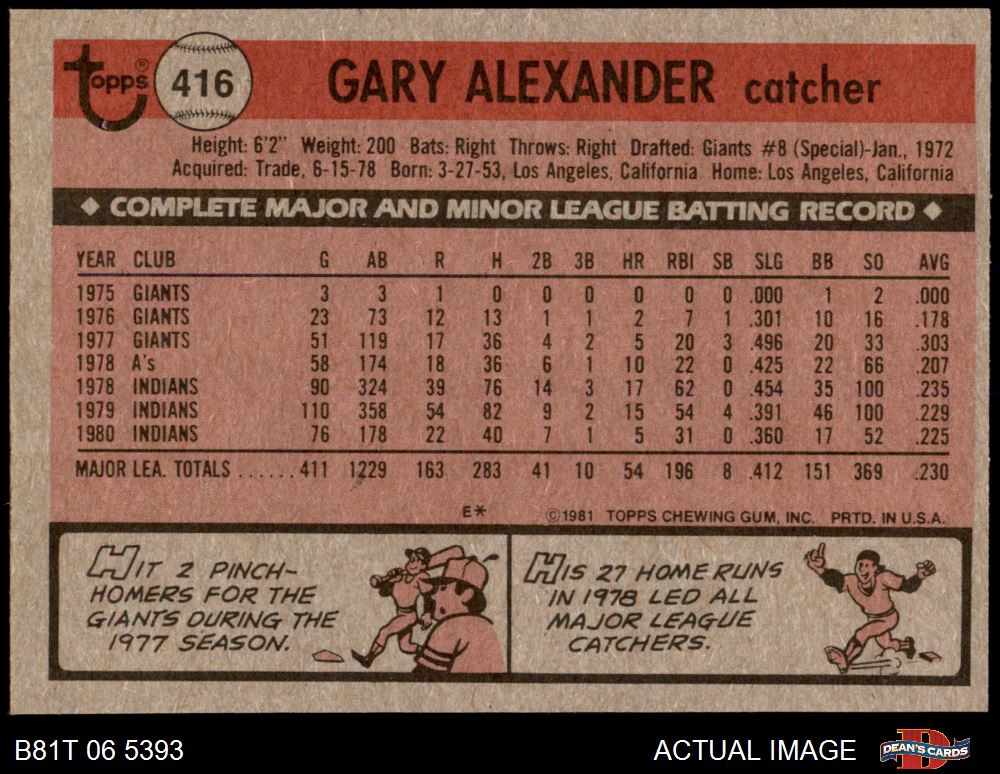 topps® 416 GARY ALEXANDER catcher
Height: 6'2" Weight: 200 Bats: Right Throws: Right Drafted: Giants #8 (Special)-Jan., 1972
Acquired: Trade, 6-15-78 Born: 3-27-53, Los Angeles, California Home: Los Angeles, California
◆ COMPLETE MAJOR AND MINOR LEAGUE BATTING RECORD ◆
YEAR CLUB G AB R H 2B 3B HR RBI SB SLG BB SO AVG
1975 GIANTS 3 3 1 0 0 0 0 0 0 .000 1 2 .000
1976 GIANTS 23 73 12 13 1 1 2 7 1 .301 10 16 .178
1977 GIANTS 51 119 17 36 4 2 5 20 3 .496 20 33 .303
1978 A's 58 174 18 36 6 1 10 22 0 .425 22 66 .207
1978 INDIANS 90 324 39 76 14 3 17 62 0 .454 35 100 .235
1979 INDIANS 110 358 54 82 9 2 15 54 4 .391 46 100 .229
1980 INDIANS 76 178 22 40 7 1 5 31 0 .360 17 52 .225
MAJOR LEA. TOTALS ......411 1229 163 283 41 10 54 196 8 .412 151 369 .230
E* ©1981 TOPPS CHEWING GUM, INC. PRTD. IN U.S.A.
HIT 2 PINCH-
HOMERS FOR THE
GIANTS DURING THE
1977 SEASON.
HIS 27 HOME RUNS
IN 1978 LED ALL
MAJOR LEAGUE
CATCHERS.
B81T 06 5393 ACTUAL IMAGE DEAN'S CARDS